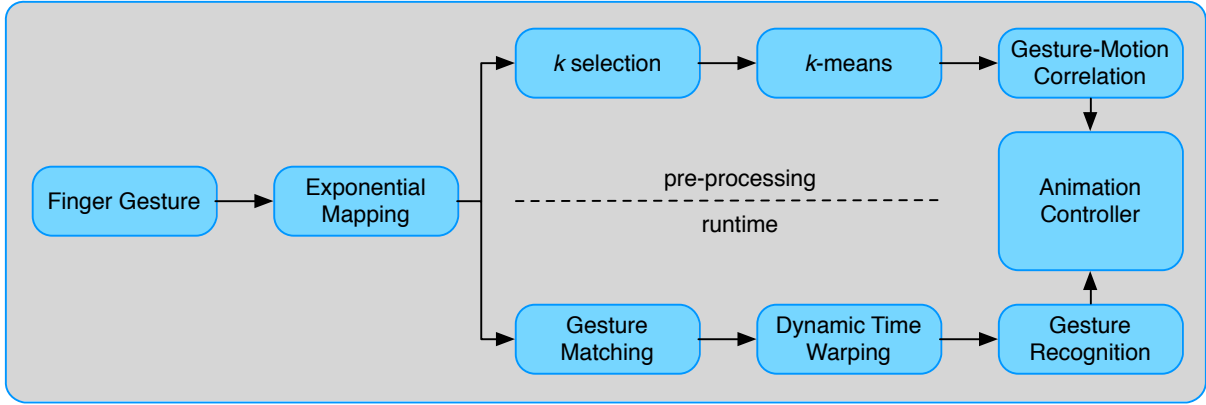 Finger Gesture
Exponential
Mapping
k selection
k-means
Gesture-Motion
Correlation
pre-processing
runtime
Animation
Controller
Gesture
Matching
Dynamic Time
Warping
Gesture
Recognition